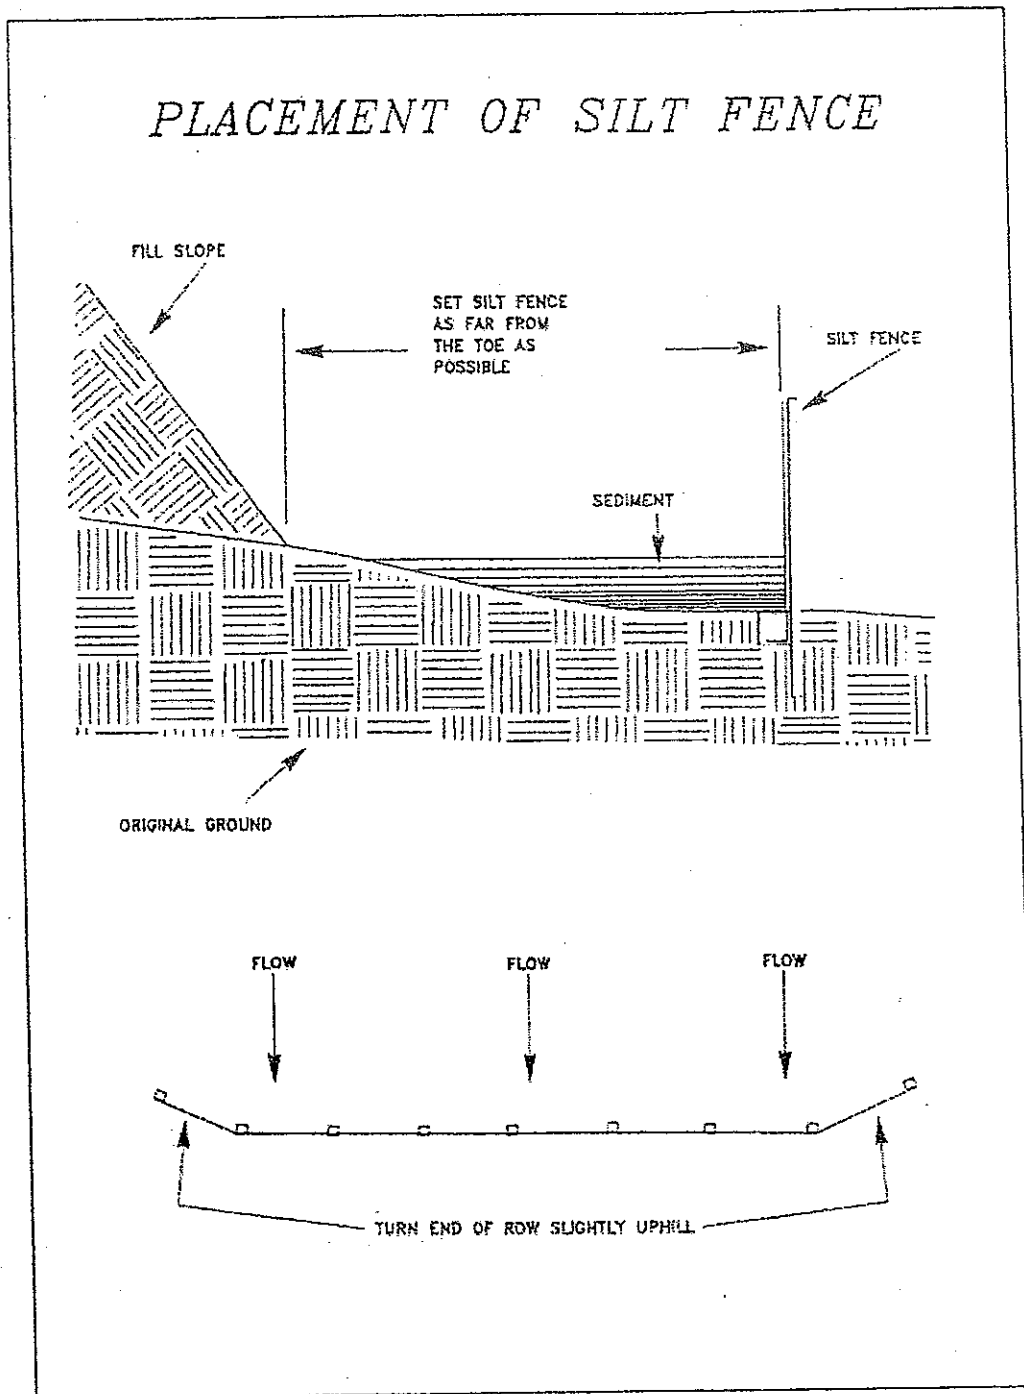 PLACEMENT OF SILT FENCE
FILL SLOPE
SET SILT FENCE
AS FAR FROM
THE TOE AS
POSSIBLE
SILT FENCE
SEDIMENT
ORIGINAL GROUND
FLOW
FLOW
FLOW
TURN END OF ROW SLIGHTLY UPHILL